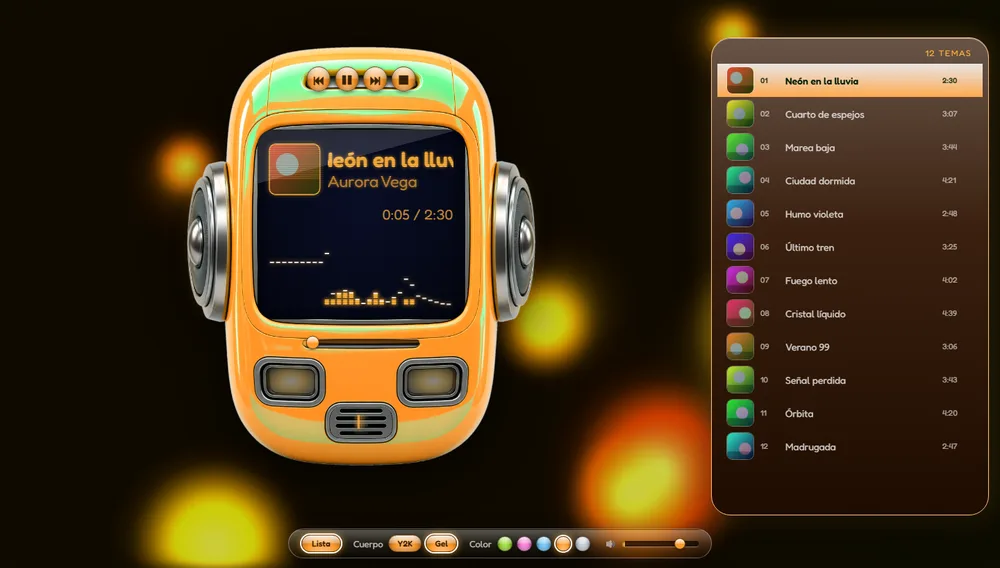 Neón en la lluv
Aurora Vega
0:05 / 2:30
12 TEMAS
01 Neón en la lluvia 2:30
02 Cuarto de espejos 3:07
03 Marea baja 3:44
04 Ciudad dormida 4:21
05 Humo violeta 2:48
06 Último tren 3:25
07 Fuego lento 4:02
08 Cristal líquido 4:39
09 Verano 99 3:06
10 Señal perdida 3:43
11 Órbita 4:20
12 Madrugada 2:47
Lista Cuerpo Y2K Gel Color